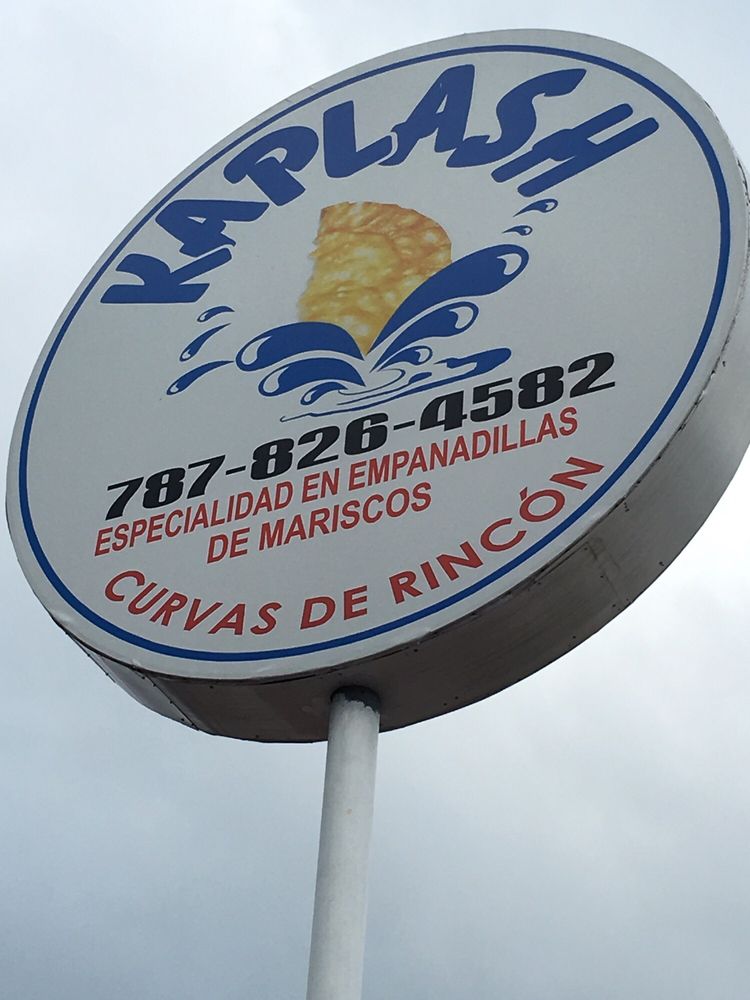 KAPLASH
787-826-4582
ESPECIALIDAD EN EMPANADILLAS
DE MARISCOS
CURVAS DE RINCÓN